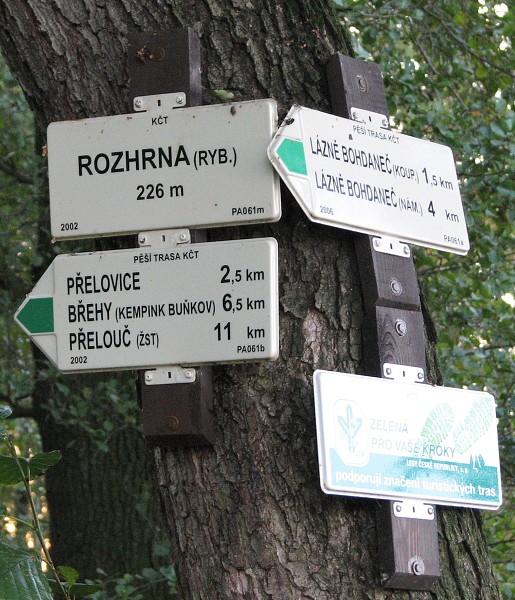 KČT
ROZHRNA (RYB.)
226 m
2002 PA061m
PĚŠÍ TRASA KČT
PŘELOVICE 2,5 km
BŘEHY (KEMPINK BUŇKOV) 6,5 km
PŘELOUČ (ŽST) 11 km
2002 PA061b
PĚŠÍ TRASA KČT
LÁZNĚ BOHDANEČ (KOUP.) 1,5 km
LÁZNĚ BOHDANEČ (NÁM.) 4 km
2006 PA061a
ZELENÁ
PRO VAŠE KROKY
LESY ČESKÉ REPUBLIKY, s. p.
podporují značení turistických tras